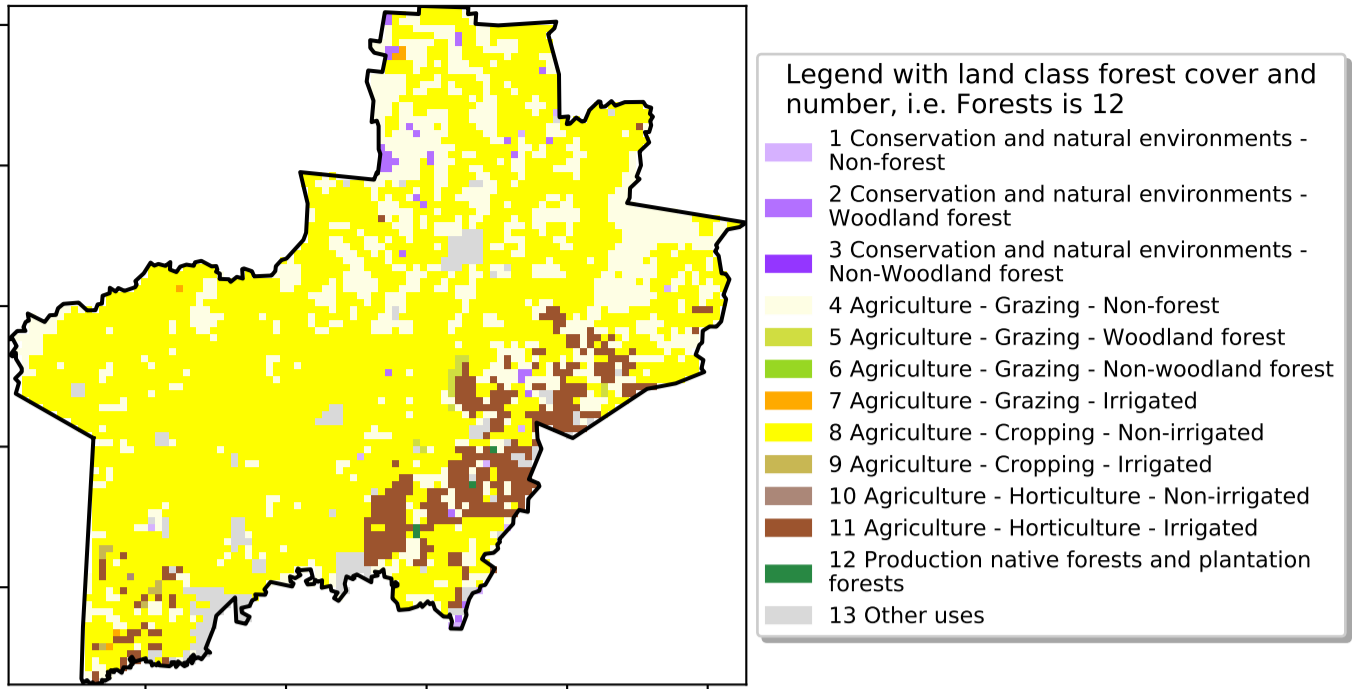 Legend with land class forest cover and
number, i.e. Forests is 12
1 Conservation and natural environments -
Non-forest
2 Conservation and natural environments -
Woodland forest
3 Conservation and natural environments -
Non-Woodland forest
4 Agriculture - Grazing - Non-forest
5 Agriculture - Grazing - Woodland forest
6 Agriculture - Grazing - Non-woodland forest
7 Agriculture - Grazing - Irrigated
8 Agriculture - Cropping - Non-irrigated
9 Agriculture - Cropping - Irrigated
10 Agriculture - Horticulture - Non-irrigated
11 Agriculture - Horticulture - Irrigated
12 Production native forests and plantation
forests
13 Other uses